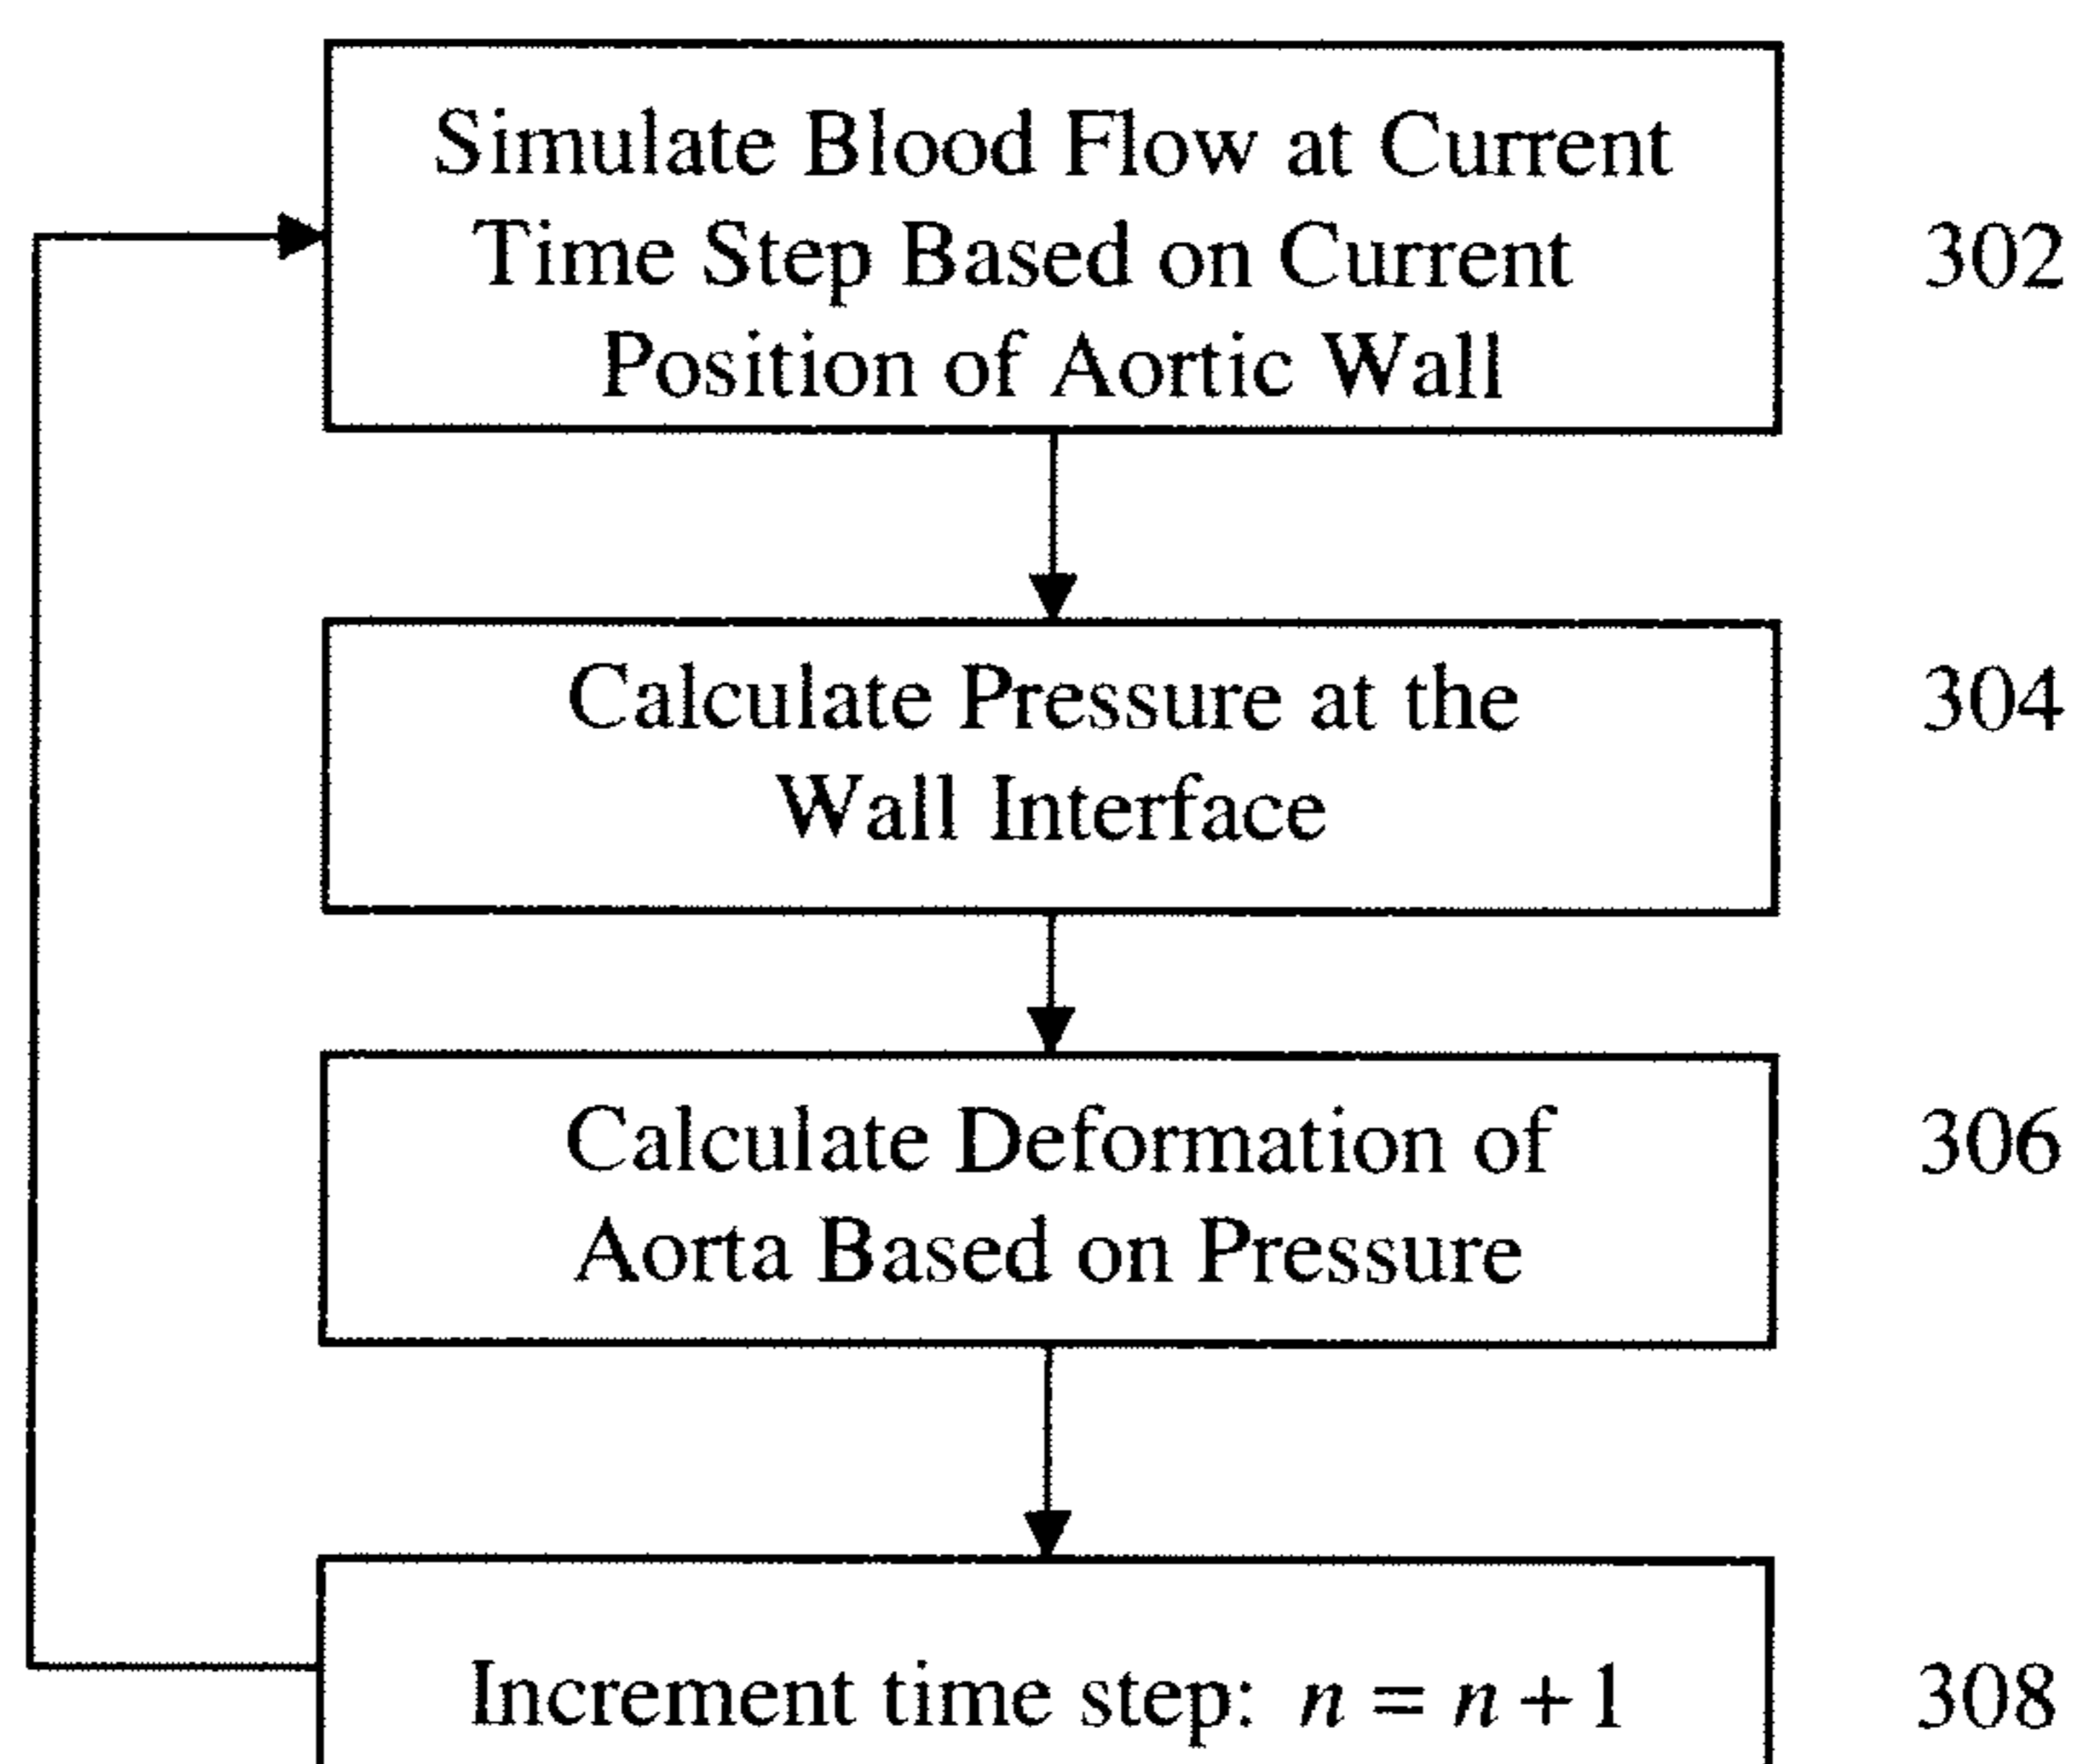 Simulate Blood Flow at Current
Time Step Based on Current
Position of Aortic Wall
302
Calculate Pressure at the
Wall Interface
304
Calculate Deformation of
Aorta Based on Pressure
306
Increment time step: n = n + 1
308